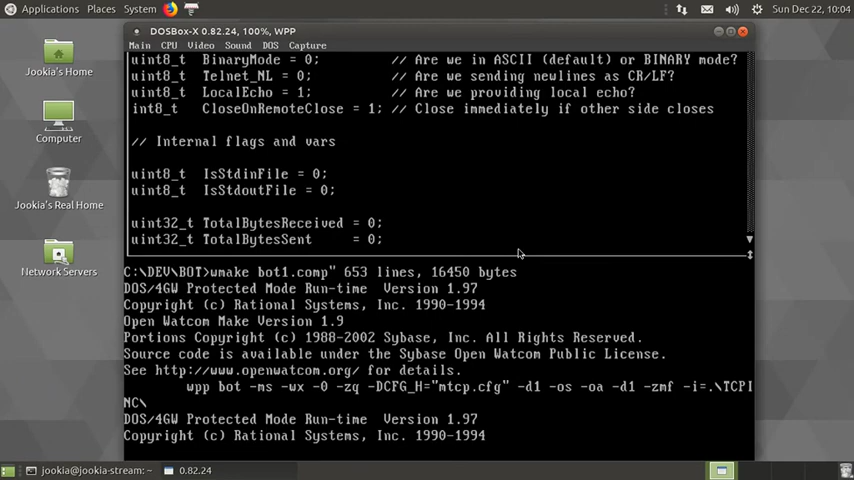 Applications Places System
Sun Dec 22, 10:04
DOSBox-X 0.82.24, 100%, WPP
Main CPU Video Sound DOS Capture
Jookia's Home
Computer
Jookia's Real Home
Network Servers
uint8_t BinaryMode = 0; // Are we in ASCII (default) or BINARY mode?
uint8_t Telnet_NL = 0; // Are we sending newlines as CR/LF?
uint8_t LocalEcho = 1; // Are we providing local echo?
int8_t CloseOnRemoteClose = 1; // Close immediately if other side closes
// Internal flags and vars
uint8_t IsStdinFile = 0;
uint8_t IsStdoutFile = 0;
uint32_t TotalBytesReceived = 0;
uint32_t TotalBytesSent = 0;
C:\DEV\BOT>wmake bot1.comp" 653 lines, 16450 bytes
DOS/4GW Protected Mode Run-time Version 1.97
Copyright (c) Rational Systems, Inc. 1990-1994
Open Watcom Make Version 1.9
Portions Copyright (c) 1988-2002 Sybase, Inc. All Rights Reserved.
Source code is available under the Sybase Open Watcom Public License.
See http://www.openwatcom.org/ for details.
wpp bot -ms -wx -0 -zq -DCFG_H="mtcp.cfg" -d1 -os -oa -d1 -zmf -i=.\TCPI
NC\
DOS/4GW Protected Mode Run-time Version 1.97
Copyright (c) Rational Systems, Inc. 1990-1994
jookia@jookia-stream: ~
0.82.24